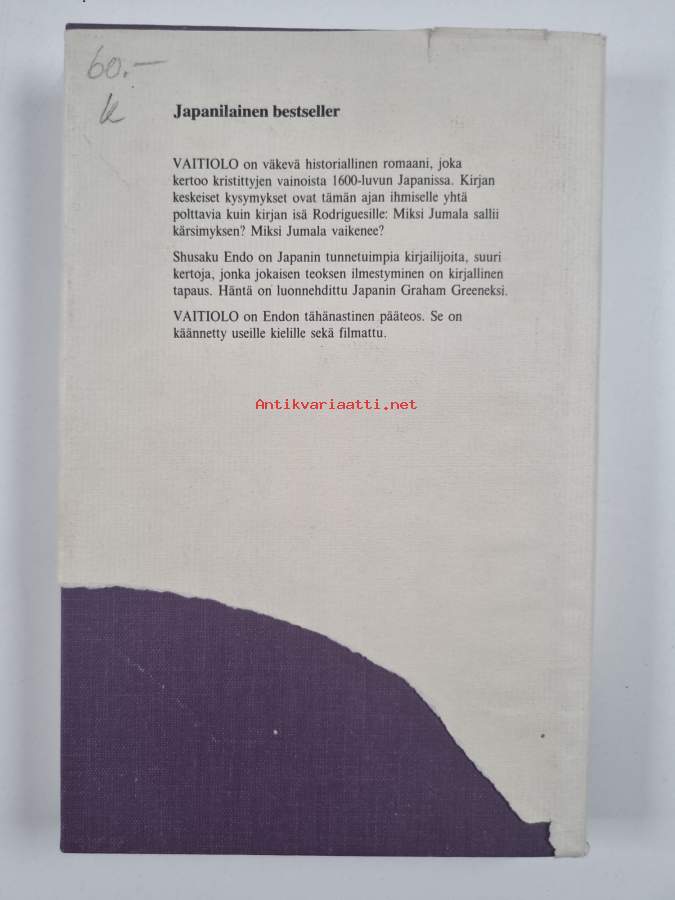 60.—
k
Japanilainen bestseller
VAITIOLO on väkevä historiallinen romaani, joka
kertoo kristittyjen vainoista 1600-luvun Japanissa. Kirjan
keskeiset kysymykset ovat tämän ajan ihmiselle yhtä
polttavia kuin kirjan isä Rodriguesille: Miksi Jumala sallii
kärsimyksen? Miksi Jumala vaikenee?
Shusaku Endo on Japanin tunnetuimpia kirjailijoita, suuri
kertoja, jonka jokaisen teoksen ilmestyminen on kirjallinen
tapaus. Häntä on luonnehdittu Japanin Graham Greeneksi.
VAITIOLO on Endon tähänastinen pääteos. Se on
käännetty useille kielille sekä filmattu.
Antikvariaatti.net